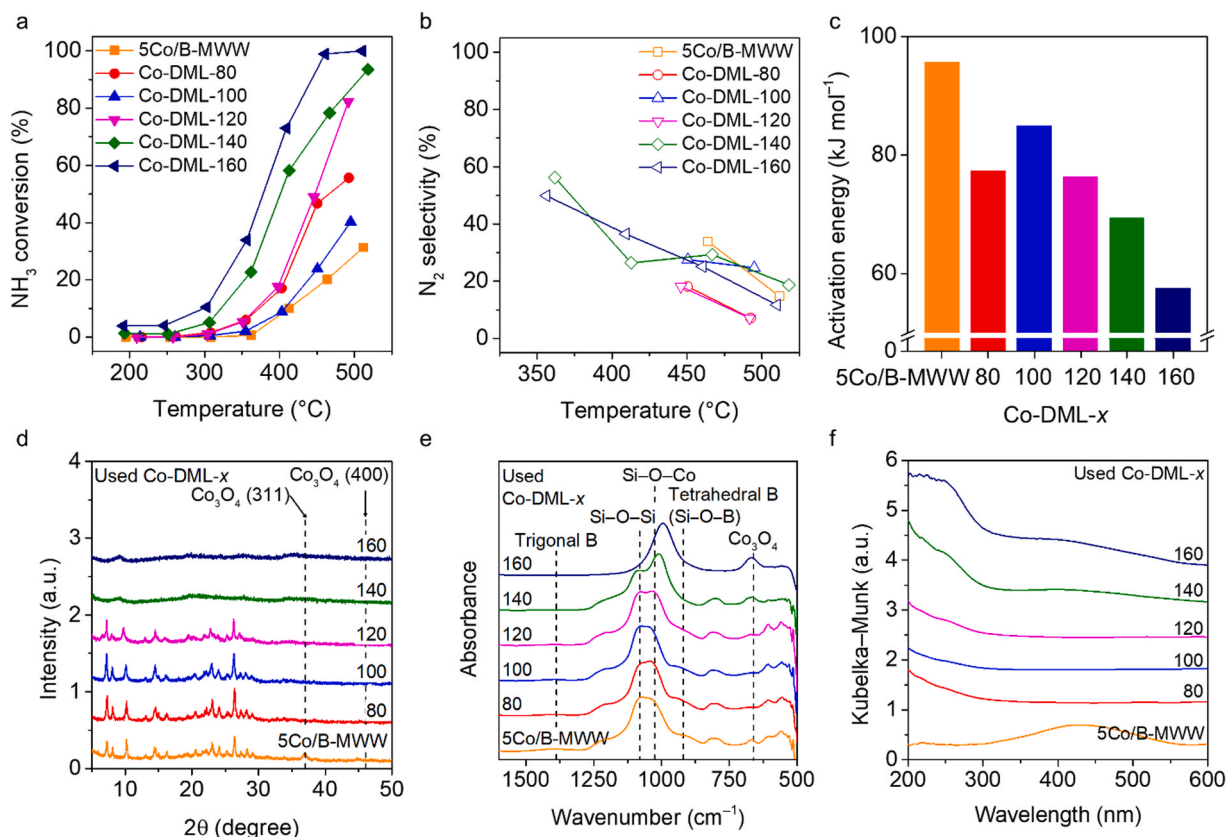 a
NH₃ conversion (%)
100
80
60
40
20
0
5Co/B-MWW
Co-DML-80
Co-DML-100
Co-DML-120
Co-DML-140
Co-DML-160
200
300
400
500
Temperature (°C)
b
N₂ selectivity (%)
100
80
60
40
20
0
5Co/B-MWW
Co-DML-80
Co-DML-100
Co-DML-120
Co-DML-140
Co-DML-160
350
400
450
500
Temperature (°C)
c
Activation energy (kJ mol⁻¹)
80
60
0
5Co/B-MWW 80 100 120 140 160
Co-DML-x
d
Intensity (a.u.)
4
3
2
1
0
Used Co-DML-x
Co₃O₄ (400)
Co₃O₄ (311)
160
140
120
100
80
5Co/B-MWW
10
20
30
40
50
2θ (degree)
e
Absorbance
Used
Co-DML-x
Si–O–Co
Tetrahedral B
Si–O–Si
(Si–O–B)
Trigonal B
Co₃O₄
160
140
120
100
80
5Co/B-MWW
1500
1250
1000
750
500
Wavenumber (cm⁻¹)
f
Kubelka–Munk (a.u.)
6
5
4
3
2
1
0
Used Co-DML-x
160
140
120
100
80
5Co/B-MWW
200
300
400
500
600
Wavelength (nm)